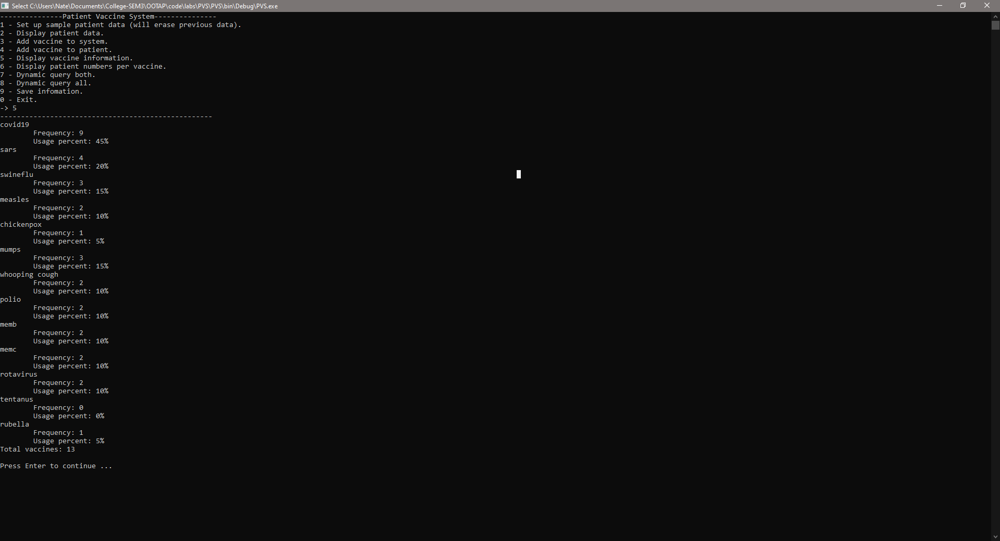 Select C:\Users\Nate\Documents\College-SEM3\OOTAP\code\labs\PVS\PVS\bin\Debug\PVS.exe
---------------Patient Vaccine System---------------
1 - Set up sample patient data (will erase previous data).
2 - Display patient data.
3 - Add vaccine to system.
4 - Add vaccine to patient.
5 - Display vaccine information.
6 - Display patient numbers per vaccine.
7 - Dynamic query both.
8 - Dynamic query all.
9 - Save infomation.
0 - Exit.
-> 5
---------------------------------------------------
covid19
Frequency: 9
Usage percent: 45%
sars
Frequency: 4
Usage percent: 20%
swineflu
Frequency: 3
Usage percent: 15%
measles
Frequency: 2
Usage percent: 10%
chickenpox
Frequency: 1
Usage percent: 5%
mumps
Frequency: 3
Usage percent: 15%
whooping cough
Frequency: 2
Usage percent: 10%
polio
Frequency: 2
Usage percent: 10%
memb
Frequency: 2
Usage percent: 10%
memc
Frequency: 2
Usage percent: 10%
rotavirus
Frequency: 2
Usage percent: 10%
tentanus
Frequency: 0
Usage percent: 0%
rubella
Frequency: 1
Usage percent: 5%
Total vaccines: 13
Press Enter to continue ...